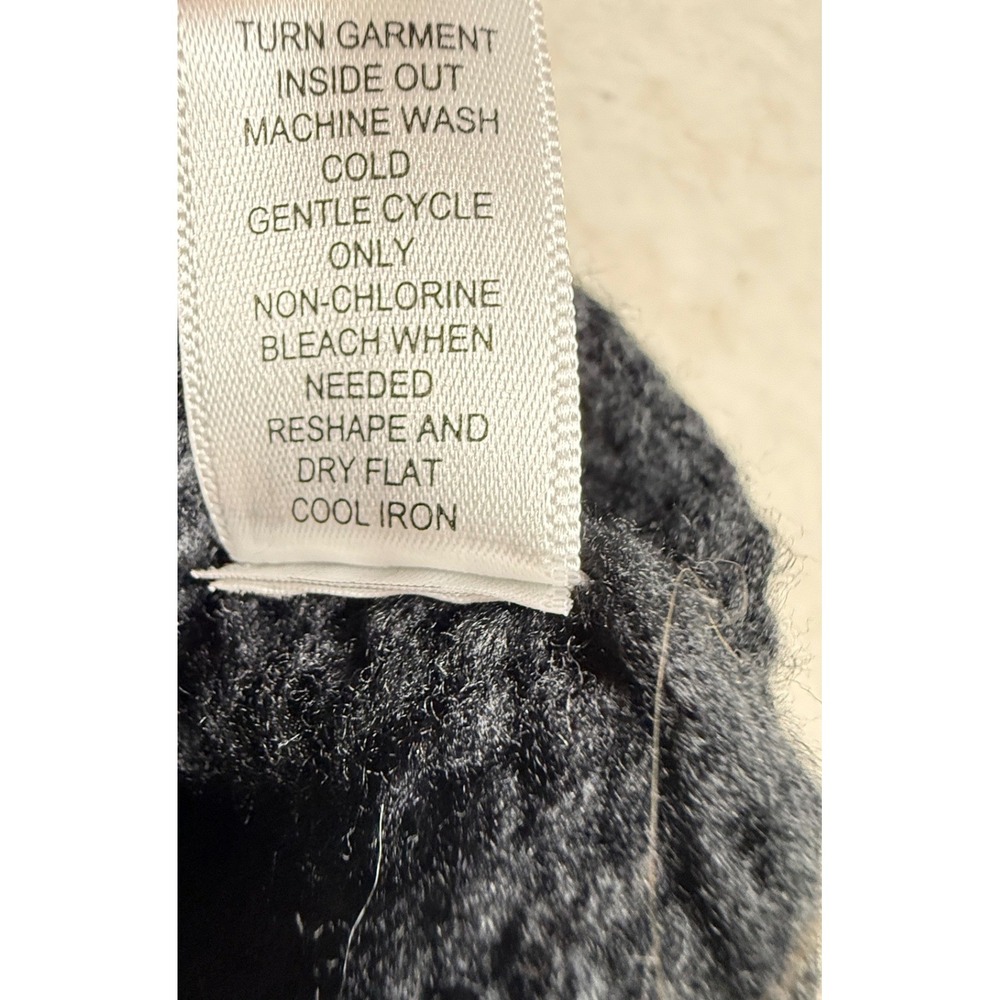 TURN GARMENT
INSIDE OUT
MACHINE WASH
COLD
GENTLE CYCLE
ONLY
NON-CHLORINE
BLEACH WHEN
NEEDED
RESHAPE AND
DRY FLAT
COOL IRON